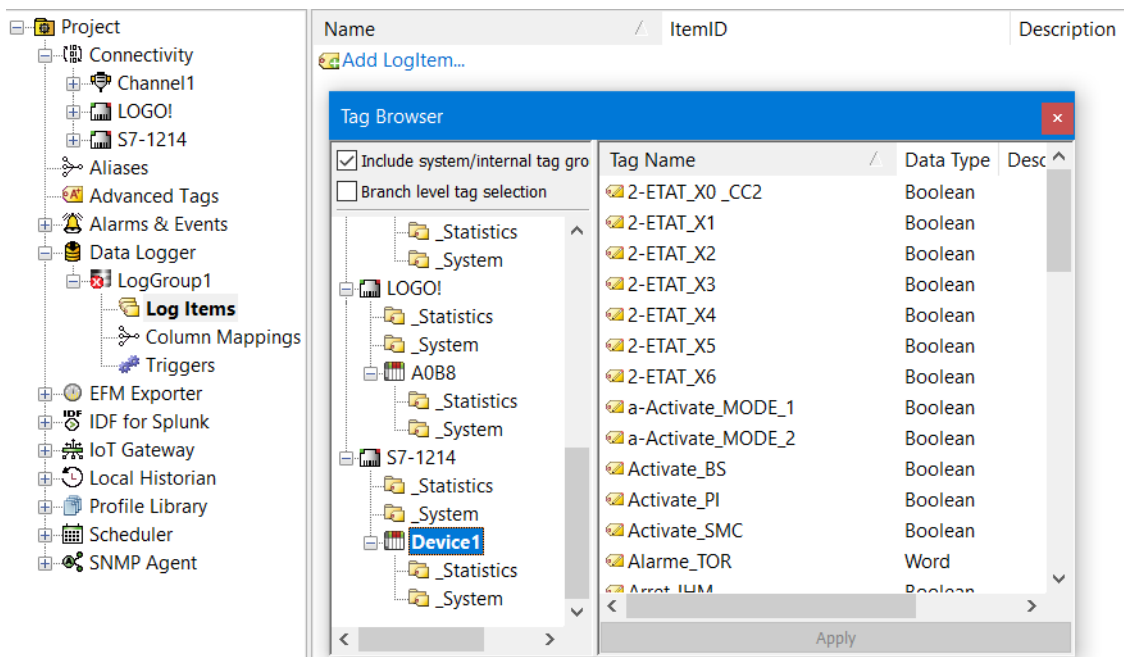 Project
Connectivity
Channel1
LOGO!
S7-1214
Aliases
Advanced Tags
Alarms & Events
Data Logger
LogGroup1
Log Items
Column Mappings
Triggers
EFM Exporter
IDF for Splunk
IoT Gateway
Local Historian
Profile Library
Scheduler
SNMP Agent
Name ItemID Description
Add LogItem...
Tag Browser
Include system/internal tag gro
Branch level tag selection
_Statistics
_System
LOGO!
_Statistics
_System
A0B8
_Statistics
_System
S7-1214
_Statistics
_System
Device1
_Statistics
_System
Tag Name Data Type Desc
2-ETAT_X0 _CC2 Boolean
2-ETAT_X1 Boolean
2-ETAT_X2 Boolean
2-ETAT_X3 Boolean
2-ETAT_X4 Boolean
2-ETAT_X5 Boolean
2-ETAT_X6 Boolean
a-Activate_MODE_1 Boolean
a-Activate_MODE_2 Boolean
Activate_BS Boolean
Activate_PI Boolean
Activate_SMC Boolean
Alarme_TOR Word
Arret_IHM Boolean
Apply